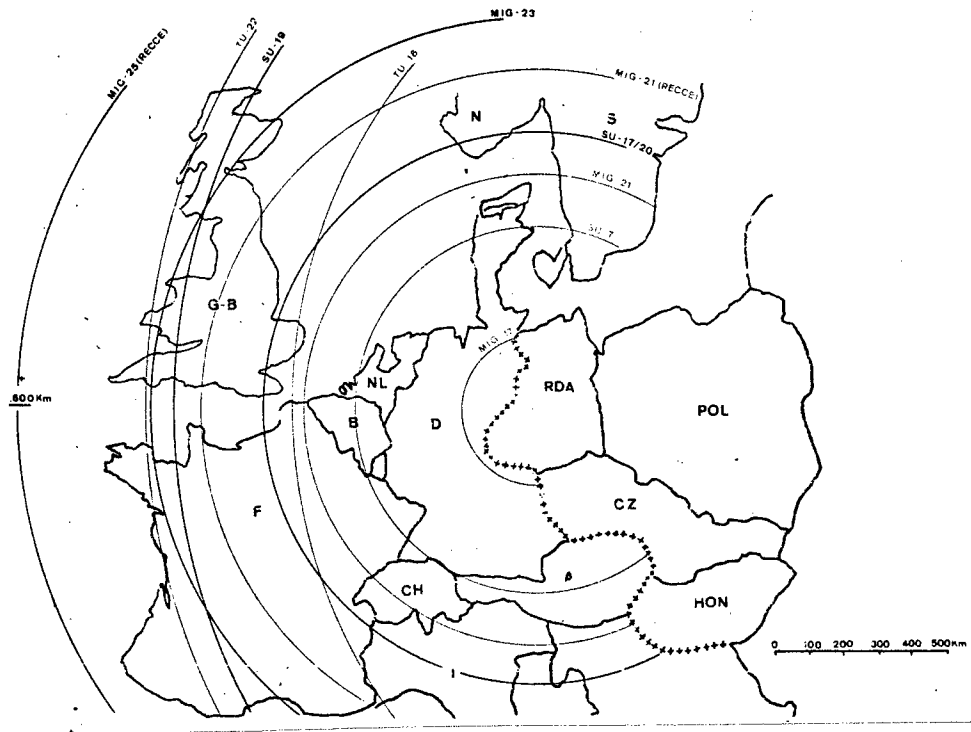 MIG-23
MIG-25(RECCE)
TU-22
SU-19
TU-16
MIG-21(RECCE)
N
S
SU-17/20
MIG-21
SU-7
G-B
MIG-17
NL
RDA
600 Km
B
D
POL
F
CZ
CH
HON
I
0 100 200 300 400 500Km